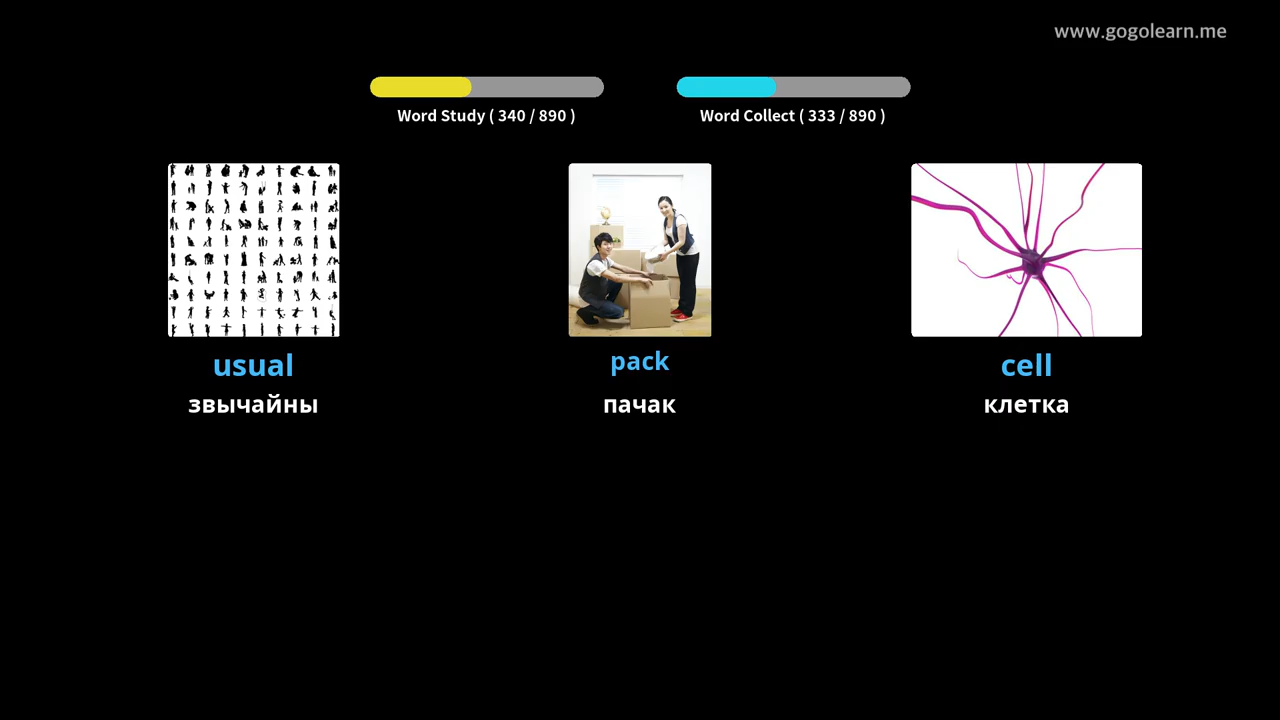 www.gogolearn.me
Word Study ( 340 / 890 )
Word Collect ( 333 / 890 )
usual
pack
cell
звычайны
пачак
клетка